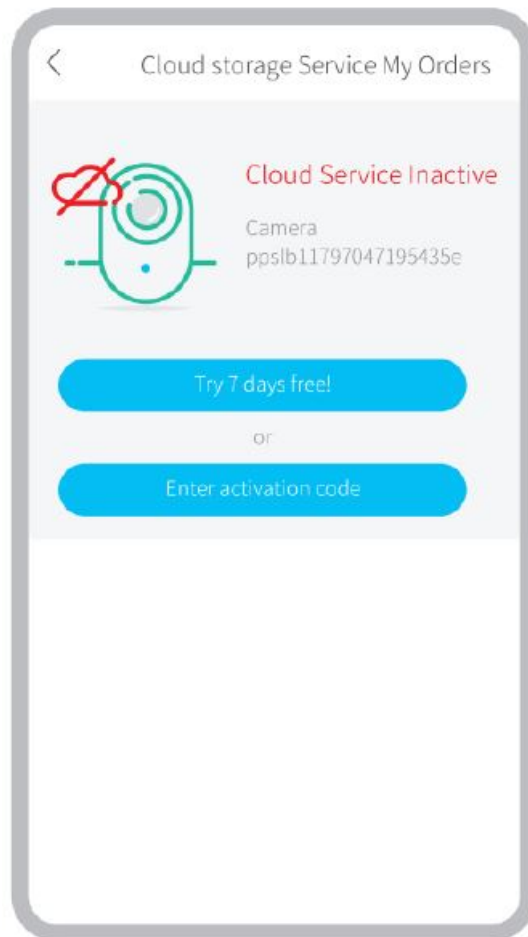 Cloud storage Service My Orders
Cloud Service Inactive
Camera
ppslb11797047195435e
Try 7 days free!
or
Enter activation code